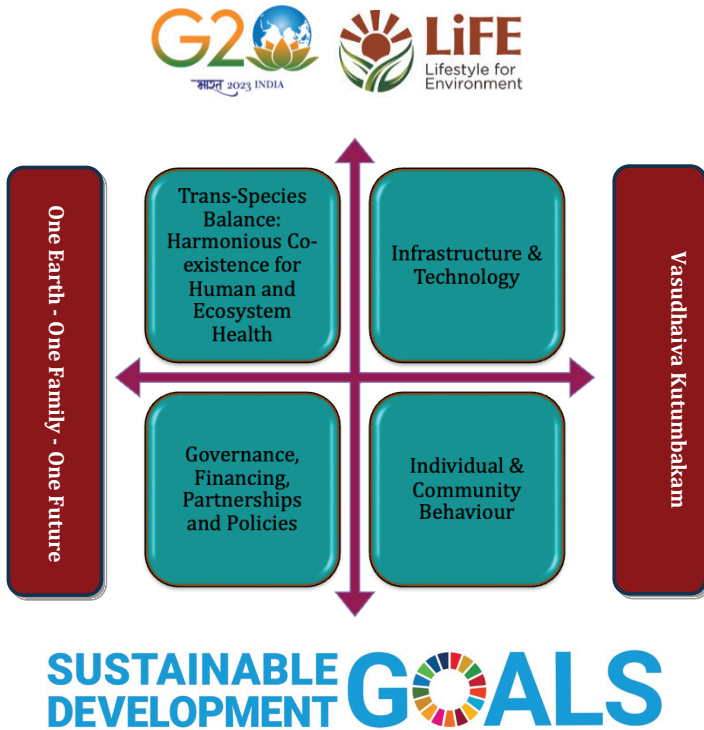 G20
भारत 2023 INDIA
LiFE
Lifestyle for
Environment
One Earth - One Family - One Future
Trans-Species
Balance:
Harmonious Co-
existence for
Human and
Ecosystem
Health
Infrastructure &
Technology
Governance,
Financing,
Partnerships
and Policies
Individual &
Community
Behaviour
Vasudhaiva Kutumbakam
SUSTAINABLE
DEVELOPMENT
GOALS